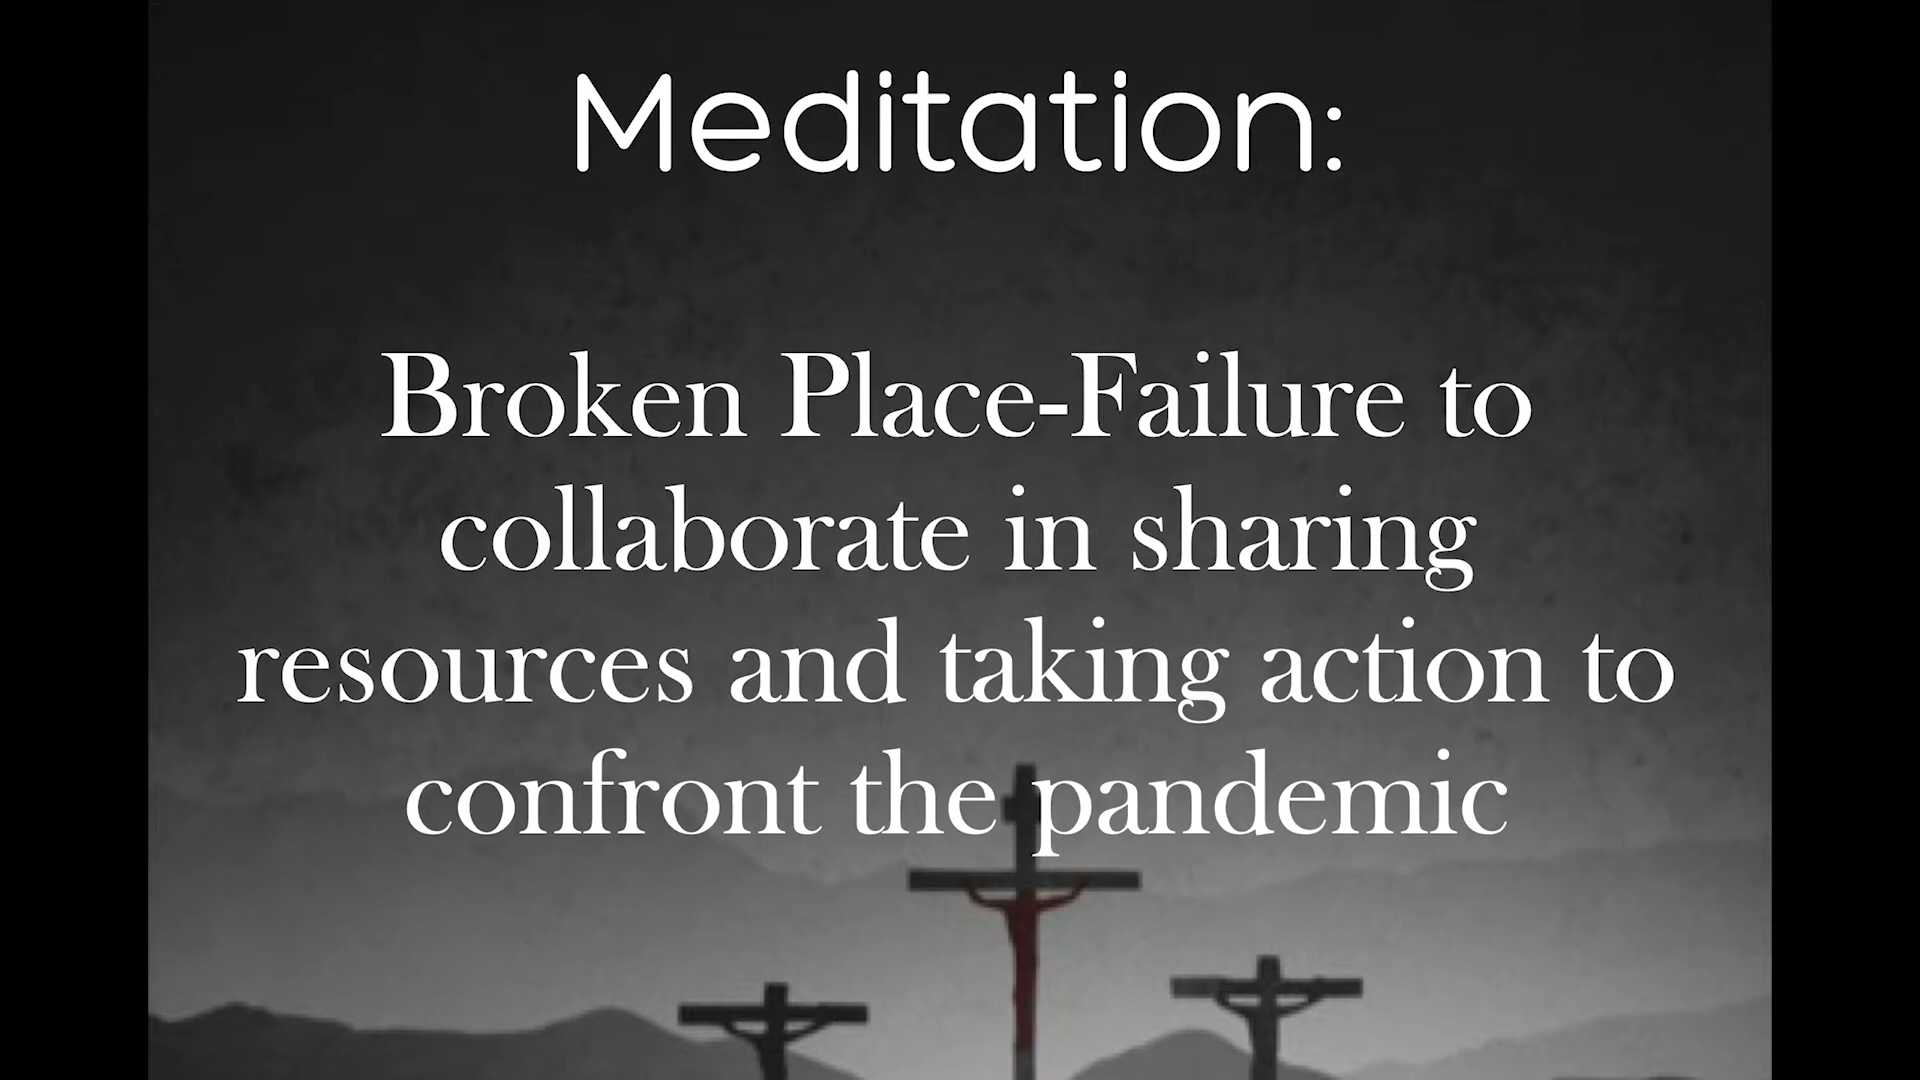 Meditation:
Broken Place-Failure to
collaborate in sharing
resources and taking action to
confront the pandemic